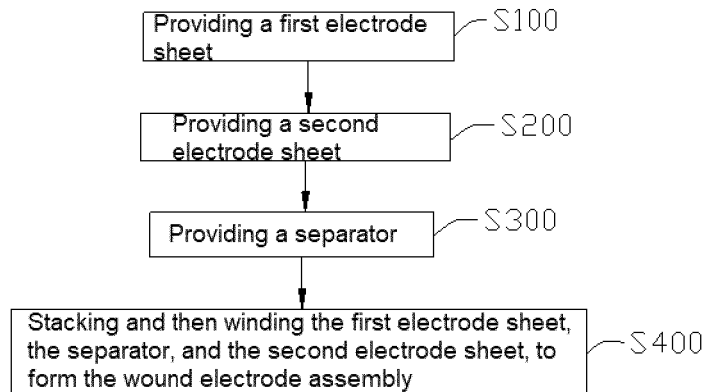 Providing a first electrode
sheet
S100
Providing a second
electrode sheet
S200
Providing a separator
S300
Stacking and then winding the first electrode sheet,
the separator, and the second electrode sheet, to
form the wound electrode assembly
S400